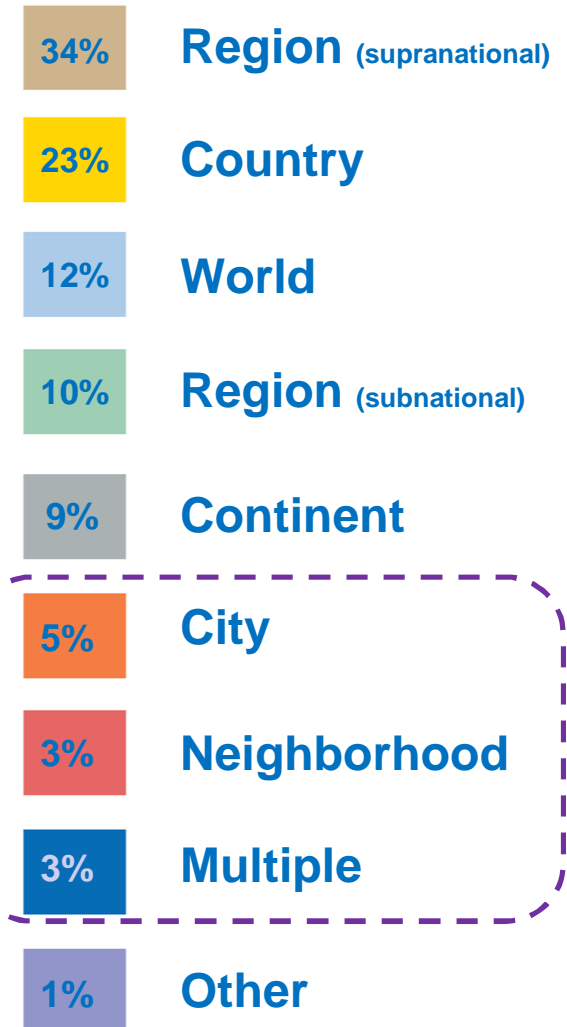 34% Region (supranational)
23% Country
12% World
10% Region (subnational)
9% Continent
5% City
3% Neighborhood
3% Multiple
1% Other